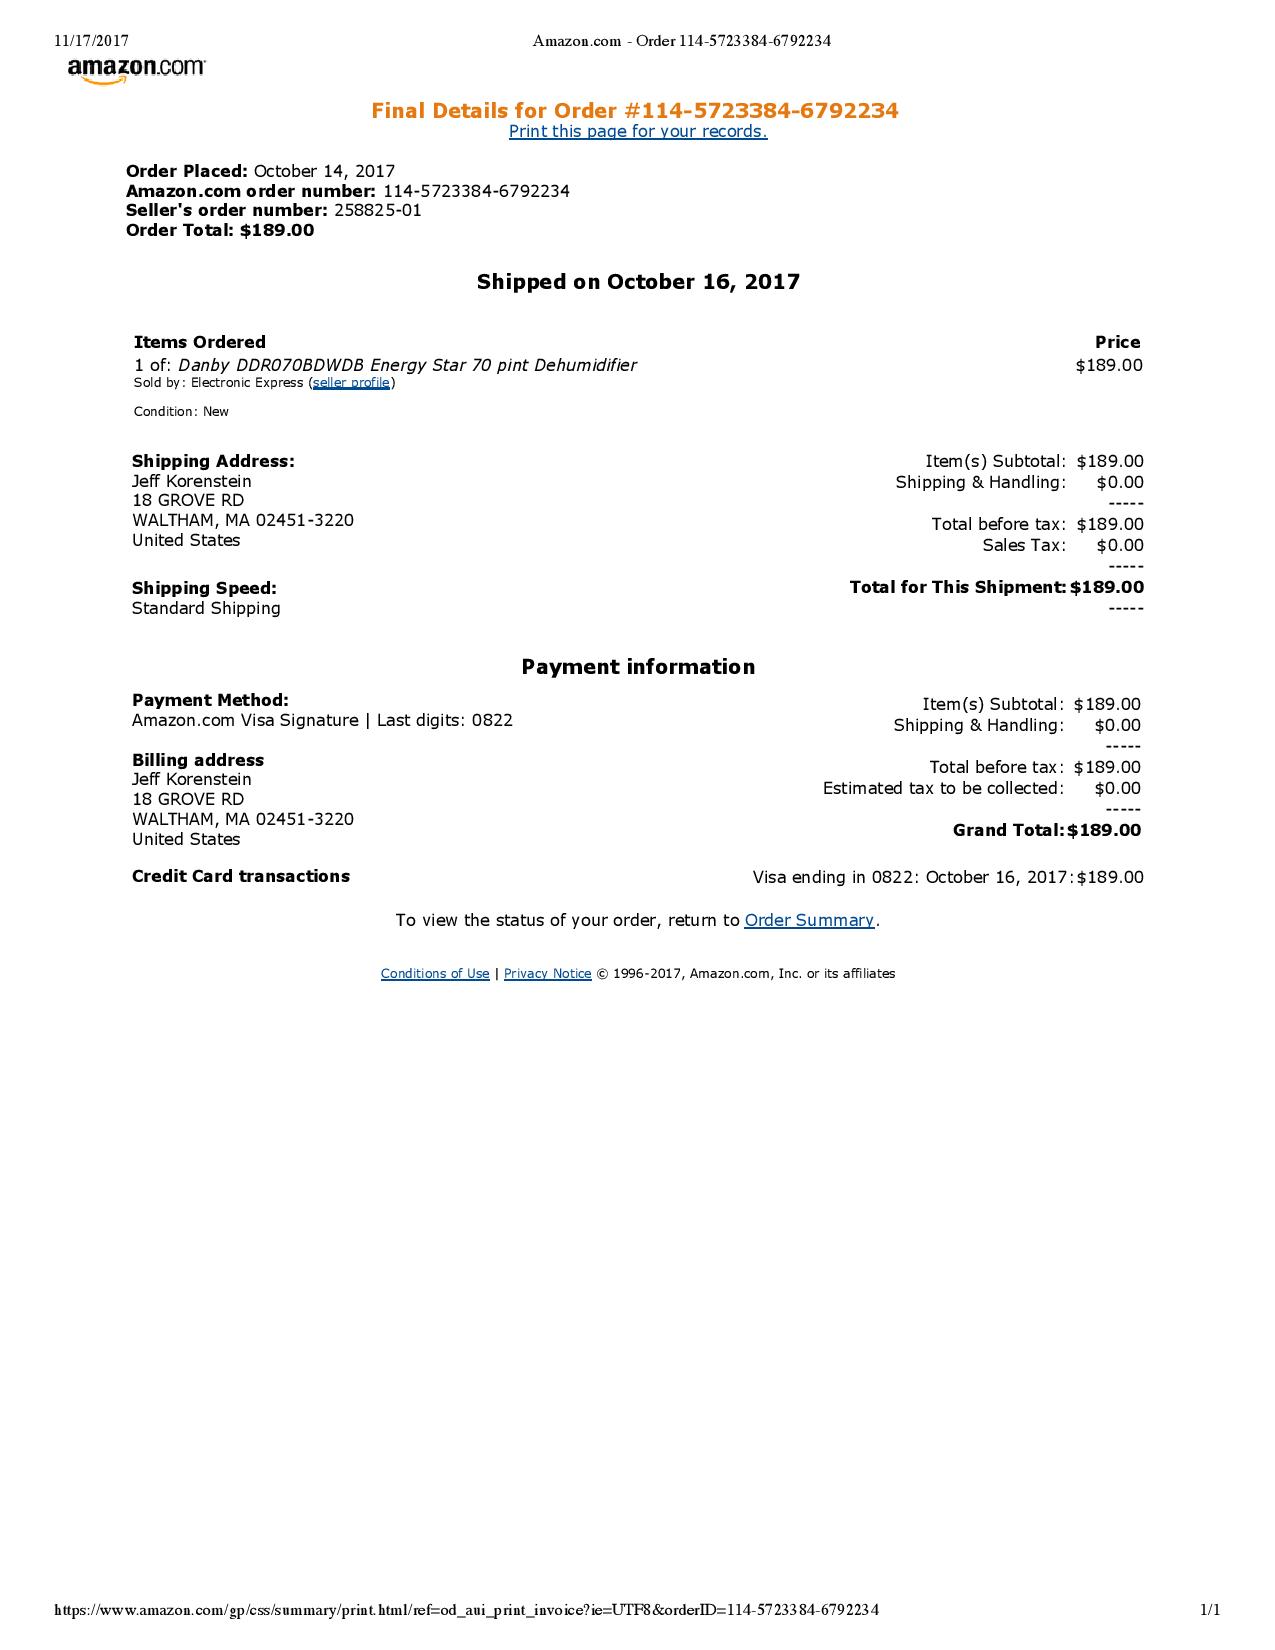 11/17/2017 Amazon.com - Order 114-5723384-6792234
amazon.com
Final Details for Order #114-5723384-6792234
Print this page for your records.
Order Placed: October 14, 2017
Amazon.com order number: 114-5723384-6792234
Seller's order number: 258825-01
Order Total: $189.00
Shipped on October 16, 2017
Items Ordered Price
1 of: Danby DDR070BDWDB Energy Star 70 pint Dehumidifier $189.00
Sold by: Electronic Express (seller profile)
Condition: New
Shipping Address:
Jeff Korenstein
18 GROVE RD
WALTHAM, MA 02451-3220
United States
Shipping Speed:
Standard Shipping
Item(s) Subtotal: $189.00
Shipping & Handling: $0.00
-----
Total before tax: $189.00
Sales Tax: $0.00
-----
Total for This Shipment: $189.00
-----
Payment information
Payment Method:
Amazon.com Visa Signature | Last digits: 0822
Billing address
Jeff Korenstein
18 GROVE RD
WALTHAM, MA 02451-3220
United States
Item(s) Subtotal: $189.00
Shipping & Handling: $0.00
-----
Total before tax: $189.00
Estimated tax to be collected: $0.00
-----
Grand Total: $189.00
Credit Card transactions Visa ending in 0822: October 16, 2017: $189.00
To view the status of your order, return to Order Summary.
Conditions of Use | Privacy Notice © 1996-2017, Amazon.com, Inc. or its affiliates
https://www.amazon.com/gp/css/summary/print.html/ref=od_aui_print_invoice?ie=UTF8&orderID=114-5723384-6792234 1/1